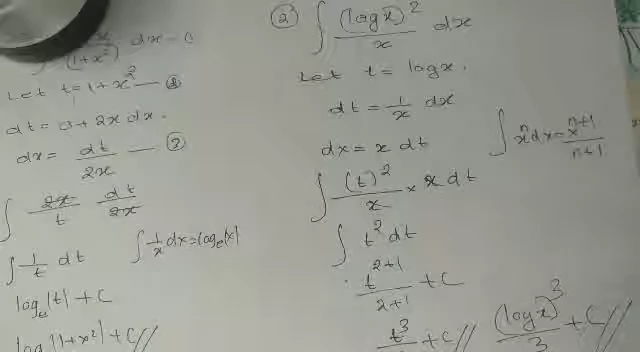 ∫ 2x/(1+x²) dx
Let t = 1 + x² — ②
dt = 0 + 2x dx.
dx = dt/2x — ③
∫ 2x/t dt/2x
∫ 1/t dt ∫ 1/x dx = logₑ|x|
logₑ|t| + C
log |1+x²| + C //
② ∫ (log x)²/x dx
Let t = log x.
dt = 1/x dx
dx = x dt ∫ xⁿ dx = xⁿ⁺¹/n+1
∫ (t)²/x × x dt
∫ t² dt
t²⁺¹/2+1 + C
t³/ + C // (log x)³/3 + C //